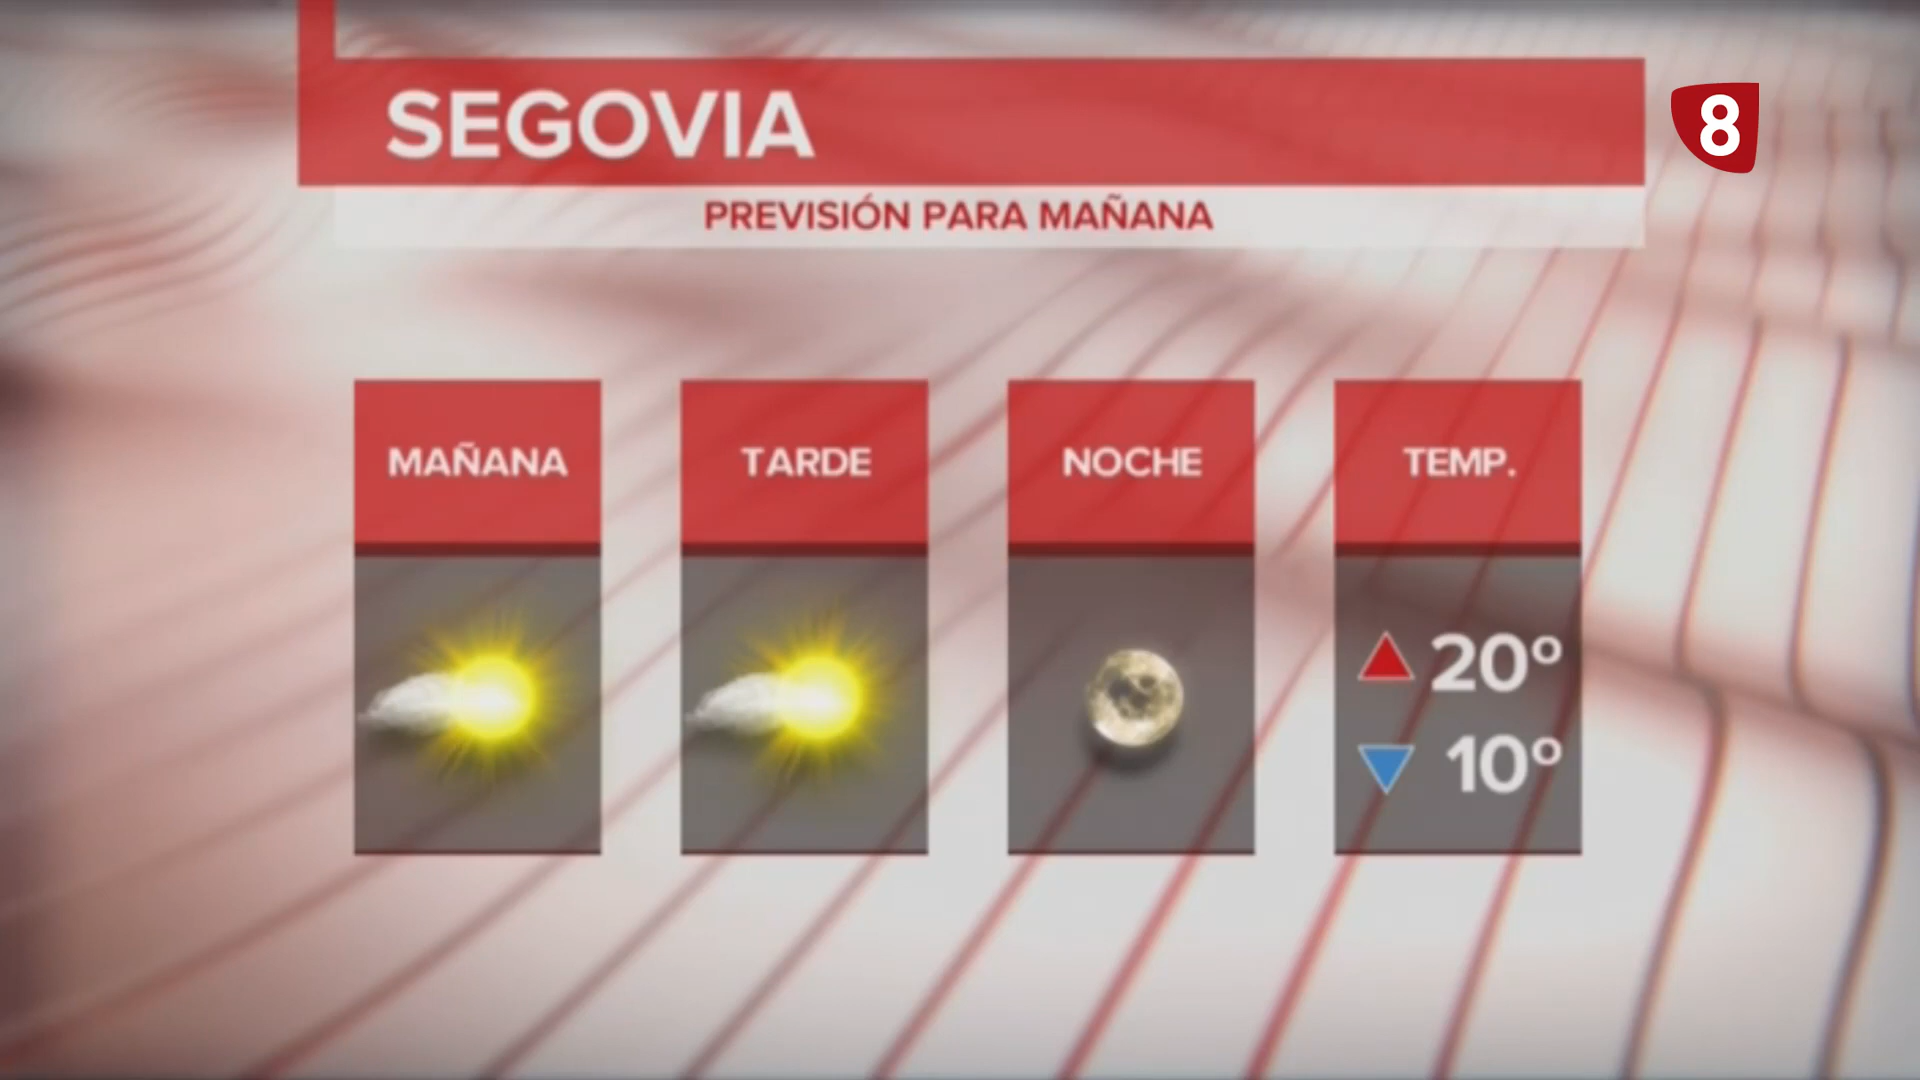 SEGOVIA
8
PREVISIÓN PARA MAÑANA
MAÑANA
TARDE
NOCHE
TEMP.
20º
10º